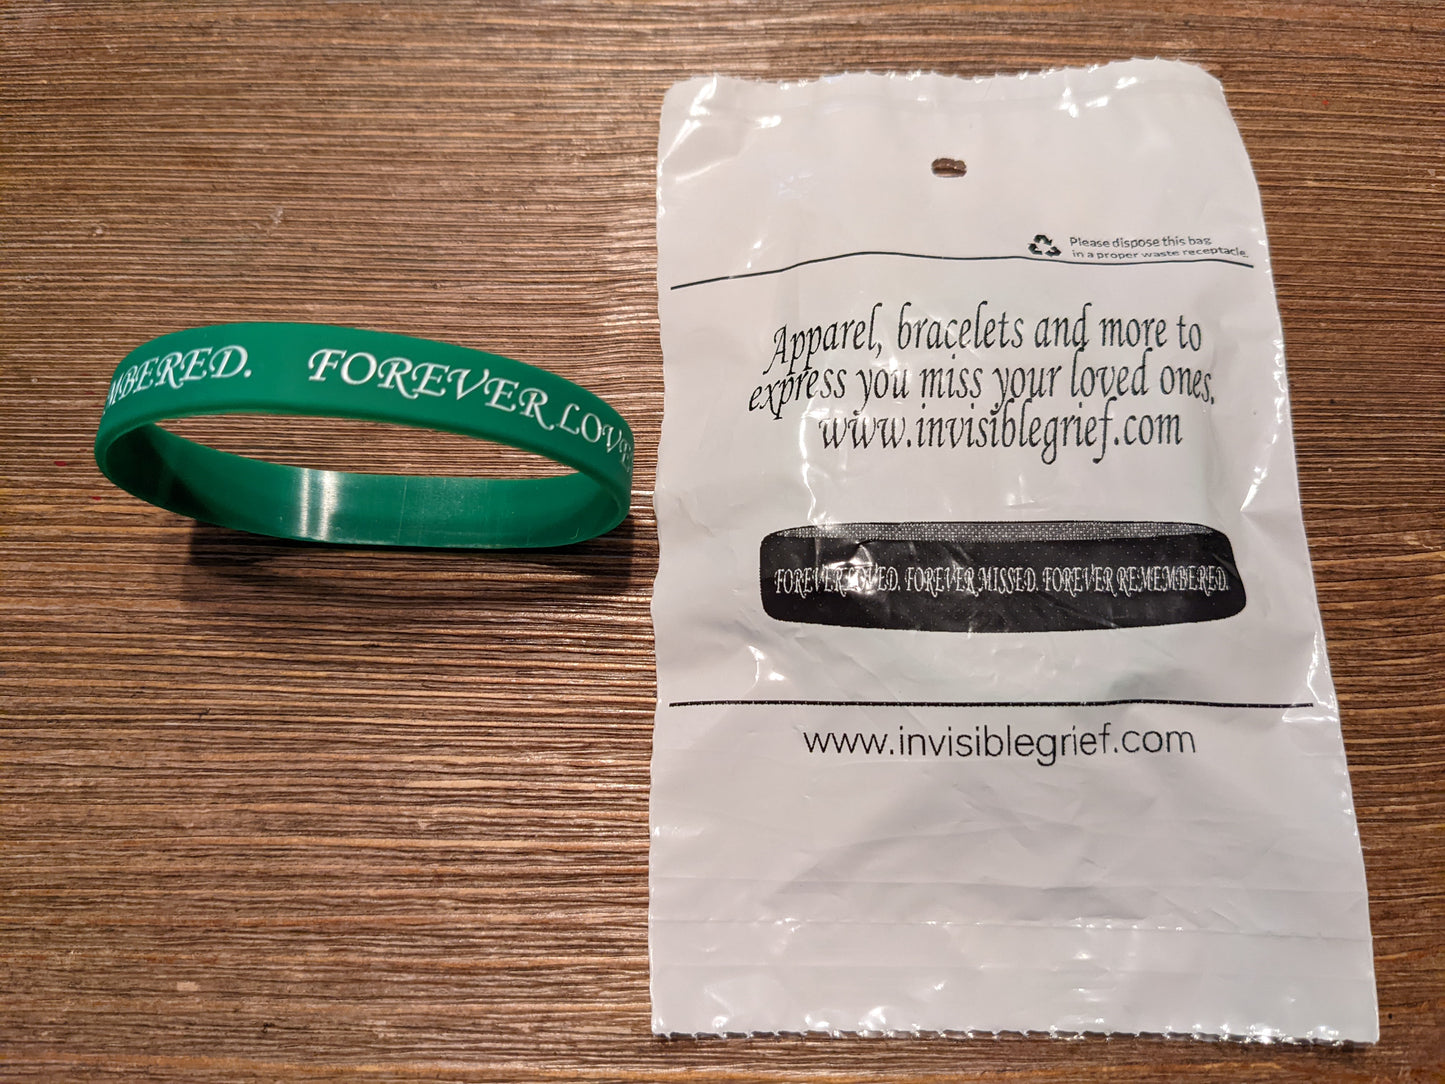 MBERED. FOREVER LOVE
Please dispose this bag
in a proper waste receptacle.
Apparel, bracelets and more to
express you miss your loved ones.
www.invisiblegrief.com
FOREVER LOVED. FOREVER MISSED. FOREVER REMEMBERED.
www.invisiblegrief.com